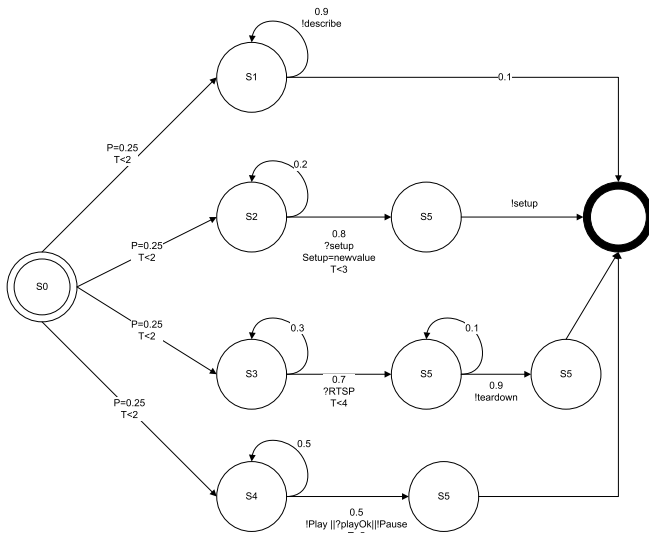 0.9
!describe
S1
0.1
P=0.25
T<2
0.2
S2
S5
!setup
0.8
?setup
Setup=newvalue
T<3
P=0.25
T<2
S0
P=0.25
T<2
0.3
0.1
S3
S5
S5
0.7
?RTSP
T<4
0.9
!teardown
P=0.25
T<2
0.5
S4
S5
0.5
!Play ||?playOk||!Pause